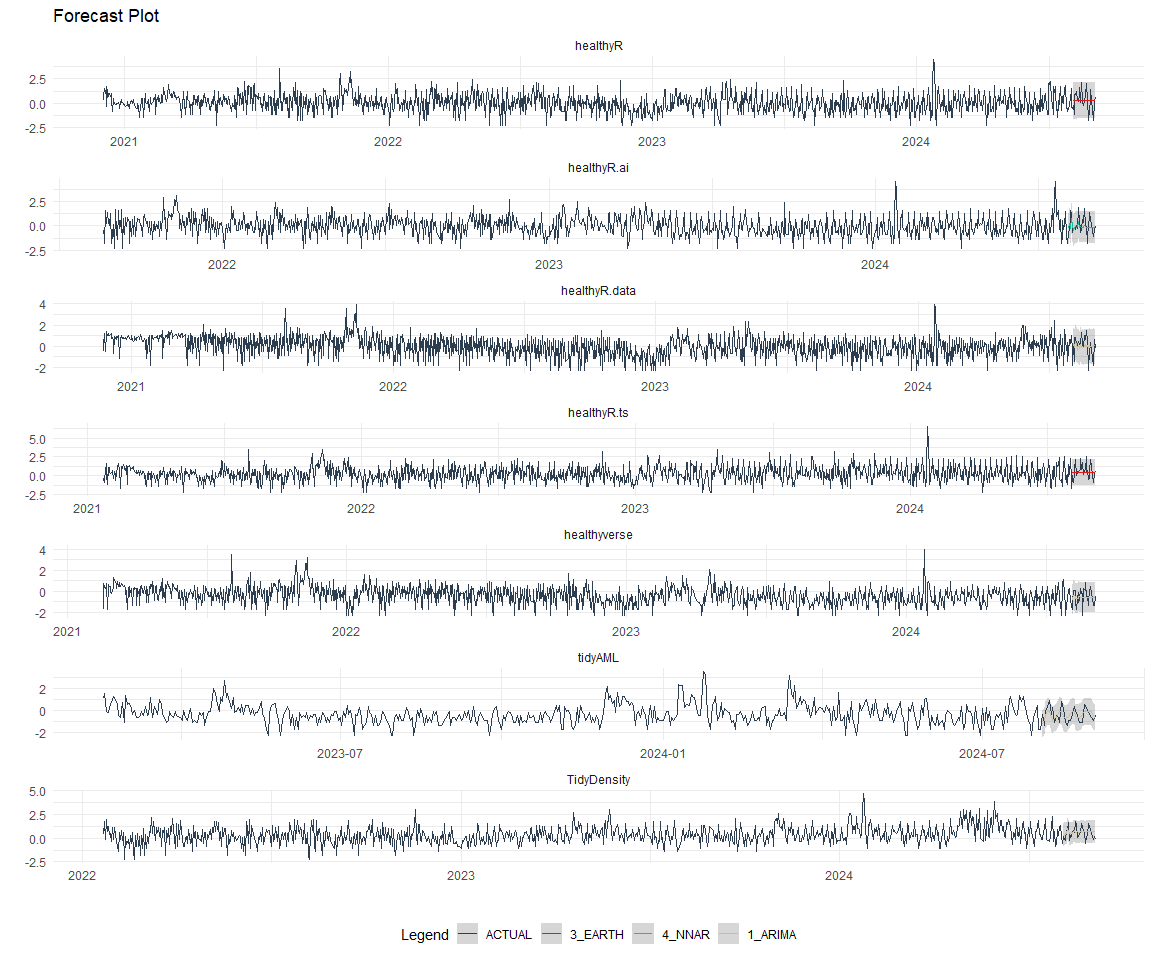 Forecast Plot
healthyR
2.5
0.0
-2.5
2021 2022 2023 2024
healthyR.ai
2.5
0.0
-2.5
2022 2023 2024
healthyR.data
4
2
0
-2
2021 2022 2023 2024
healthyR.ts
5.0
2.5
0.0
-2.5
2021 2022 2023 2024
healthyverse
4
2
0
-2
2021 2022 2023 2024
tidyAML
2
0
-2
2023-07 2024-01 2024-07
TidyDensity
5.0
2.5
0.0
-2.5
2022 2023 2024
Legend ACTUAL 3_EARTH 4_NNAR 1_ARIMA